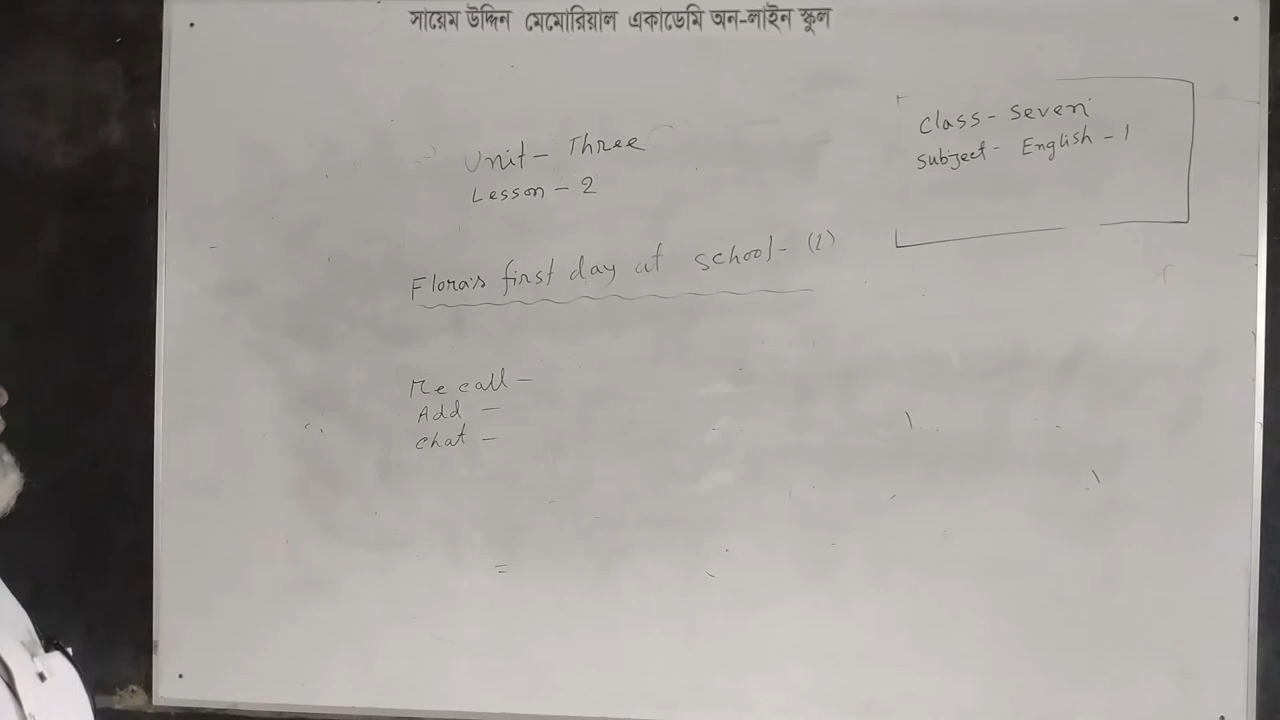 সায়েম উদ্দিন মেমোরিয়াল একাডেমি অন-লাইন স্কুল
Class - Seven
Subject - English - 1
Unit - Three
Lesson - 2
Flora's first day at school - (1)
Recall -
Add -
Chat -